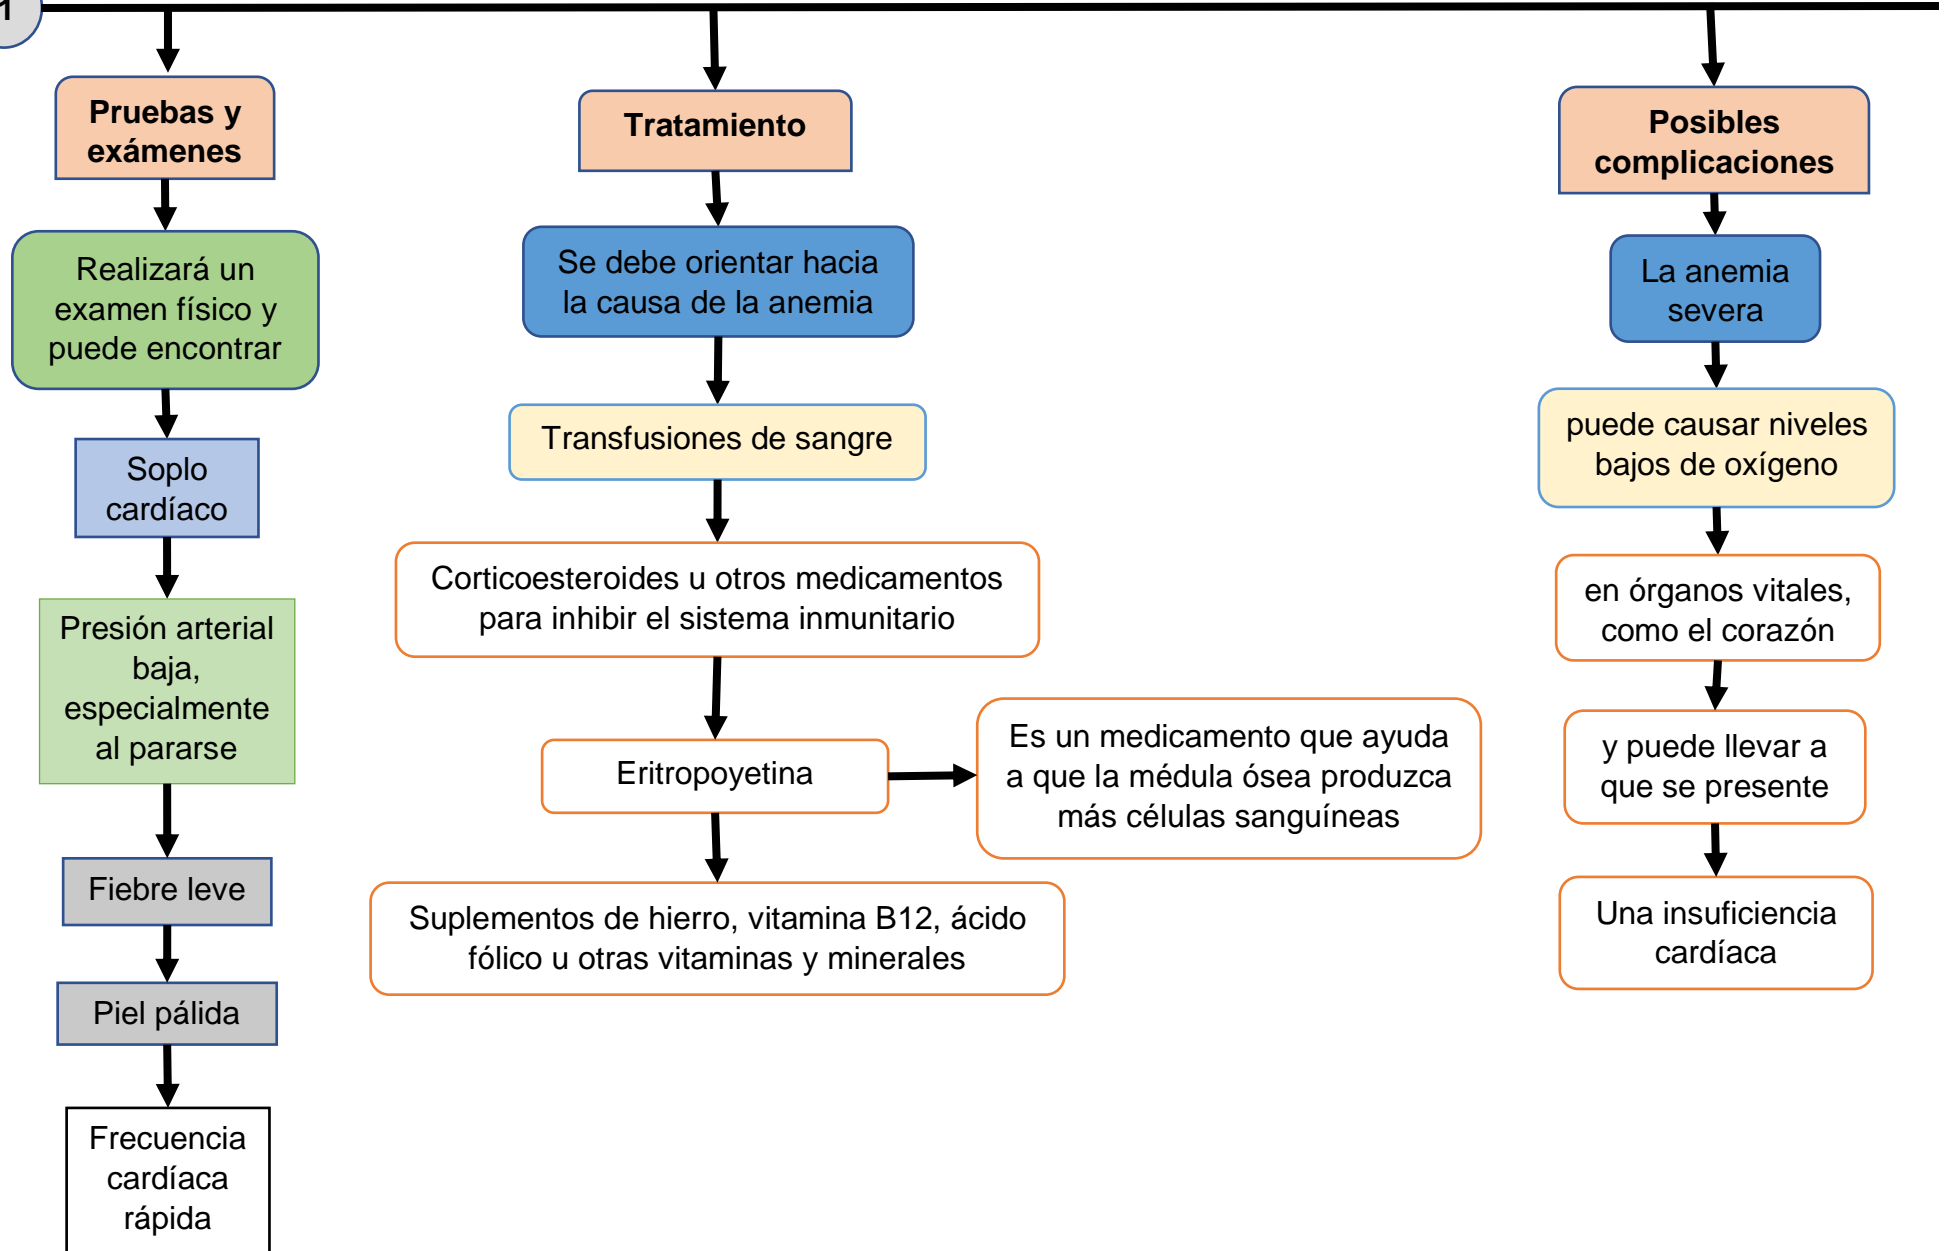 1
Pruebas y
exámenes
Realizará un
examen físico y
puede encontrar
Soplo
cardíaco
Presión arterial
baja,
especialmente
al pararse
Fiebre leve
Piel pálida
Frecuencia
cardíaca
rápida
Tratamiento
Se debe orientar hacia
la causa de la anemia
Transfusiones de sangre
Corticoesteroides u otros medicamentos
para inhibir el sistema inmunitario
Eritropoyetina
Es un medicamento que ayuda
a que la médula ósea produzca
más células sanguíneas
Suplementos de hierro, vitamina B12, ácido
fólico u otras vitaminas y minerales
Posibles
complicaciones
La anemia
severa
puede causar niveles
bajos de oxígeno
en órganos vitales,
como el corazón
y puede llevar a
que se presente
Una insuficiencia
cardíaca